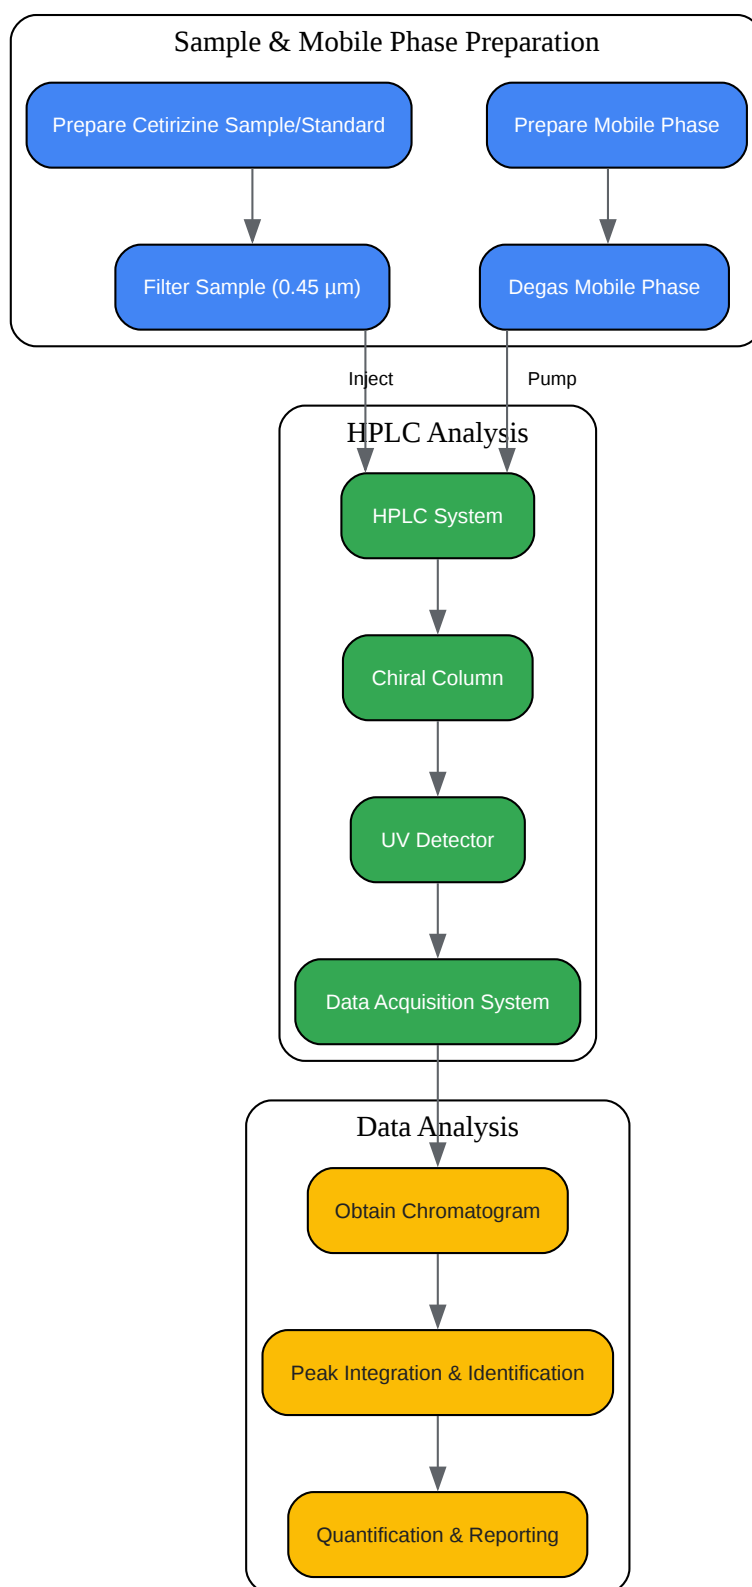 Sample & Mobile Phase Preparation
Prepare Cetirizine Sample/Standard
Prepare Mobile Phase
Filter Sample (0.45 µm)
Degas Mobile Phase
Inject
Pump
HPLC Analysis
HPLC System
Chiral Column
UV Detector
Data Acquisition System
Data Analysis
Obtain Chromatogram
Peak Integration & Identification
Quantification & Reporting